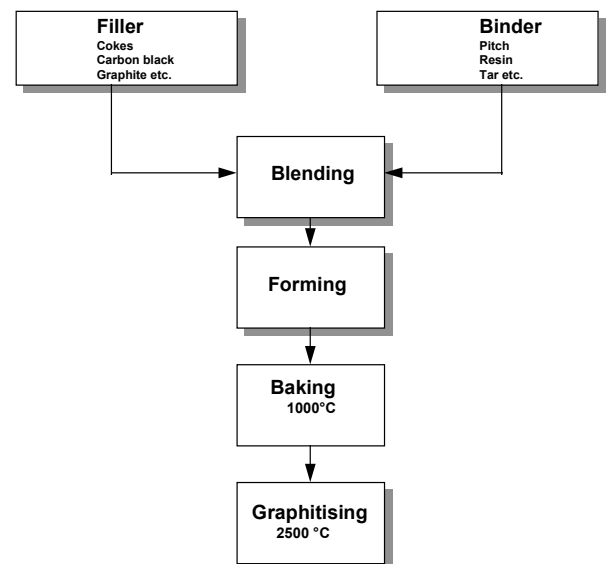 Filler
Cokes
Carbon black
Graphite etc.
Binder
Pitch
Resin
Tar etc.
Blending
Forming
Baking
1000°C
Graphitising
2500 °C